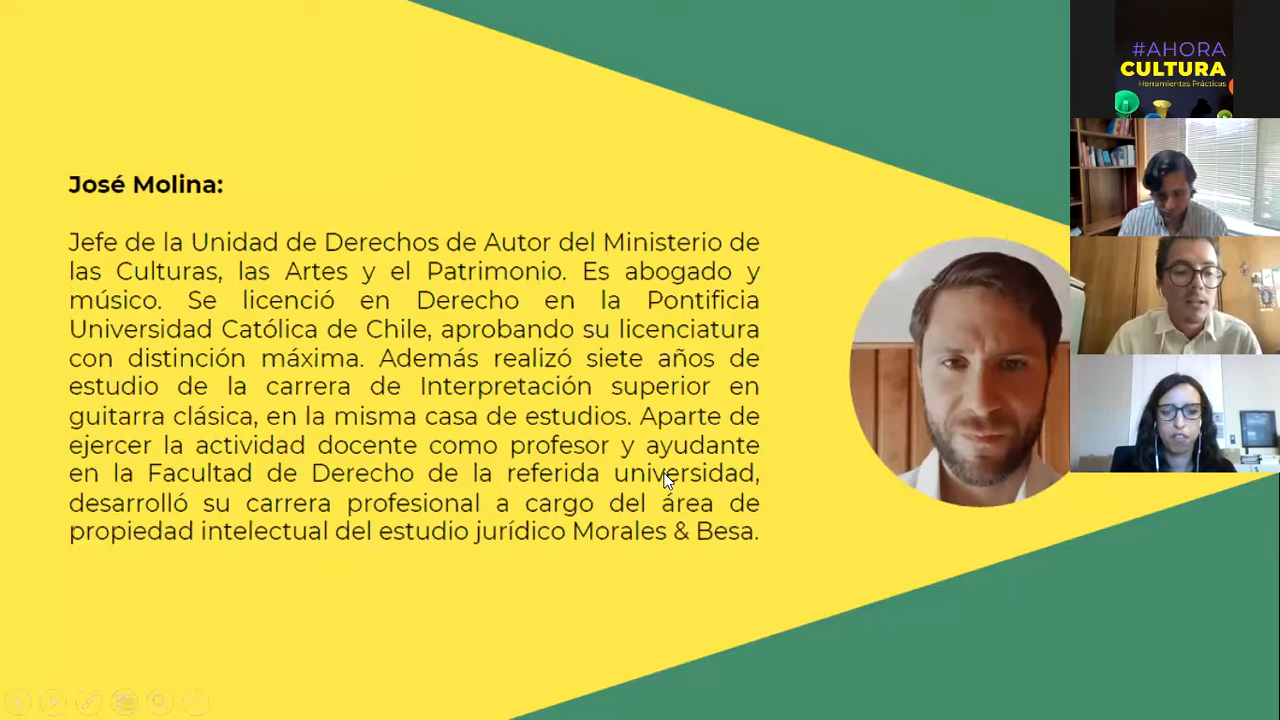 José Molina:
Jefe de la Unidad de Derechos de Autor del Ministerio de
las Culturas, las Artes y el Patrimonio. Es abogado y
músico. Se licenció en Derecho en la Pontificia
Universidad Católica de Chile, aprobando su licenciatura
con distinción máxima. Además realizó siete años de
estudio de la carrera de Interpretación superior en
guitarra clásica, en la misma casa de estudios. Aparte de
ejercer la actividad docente como profesor y ayudante
en la Facultad de Derecho de la referida universidad,
desarrolló su carrera profesional a cargo del área de
propiedad intelectual del estudio jurídico Morales & Besa.
#AHORA
CULTURA
Herramientas Prácticas